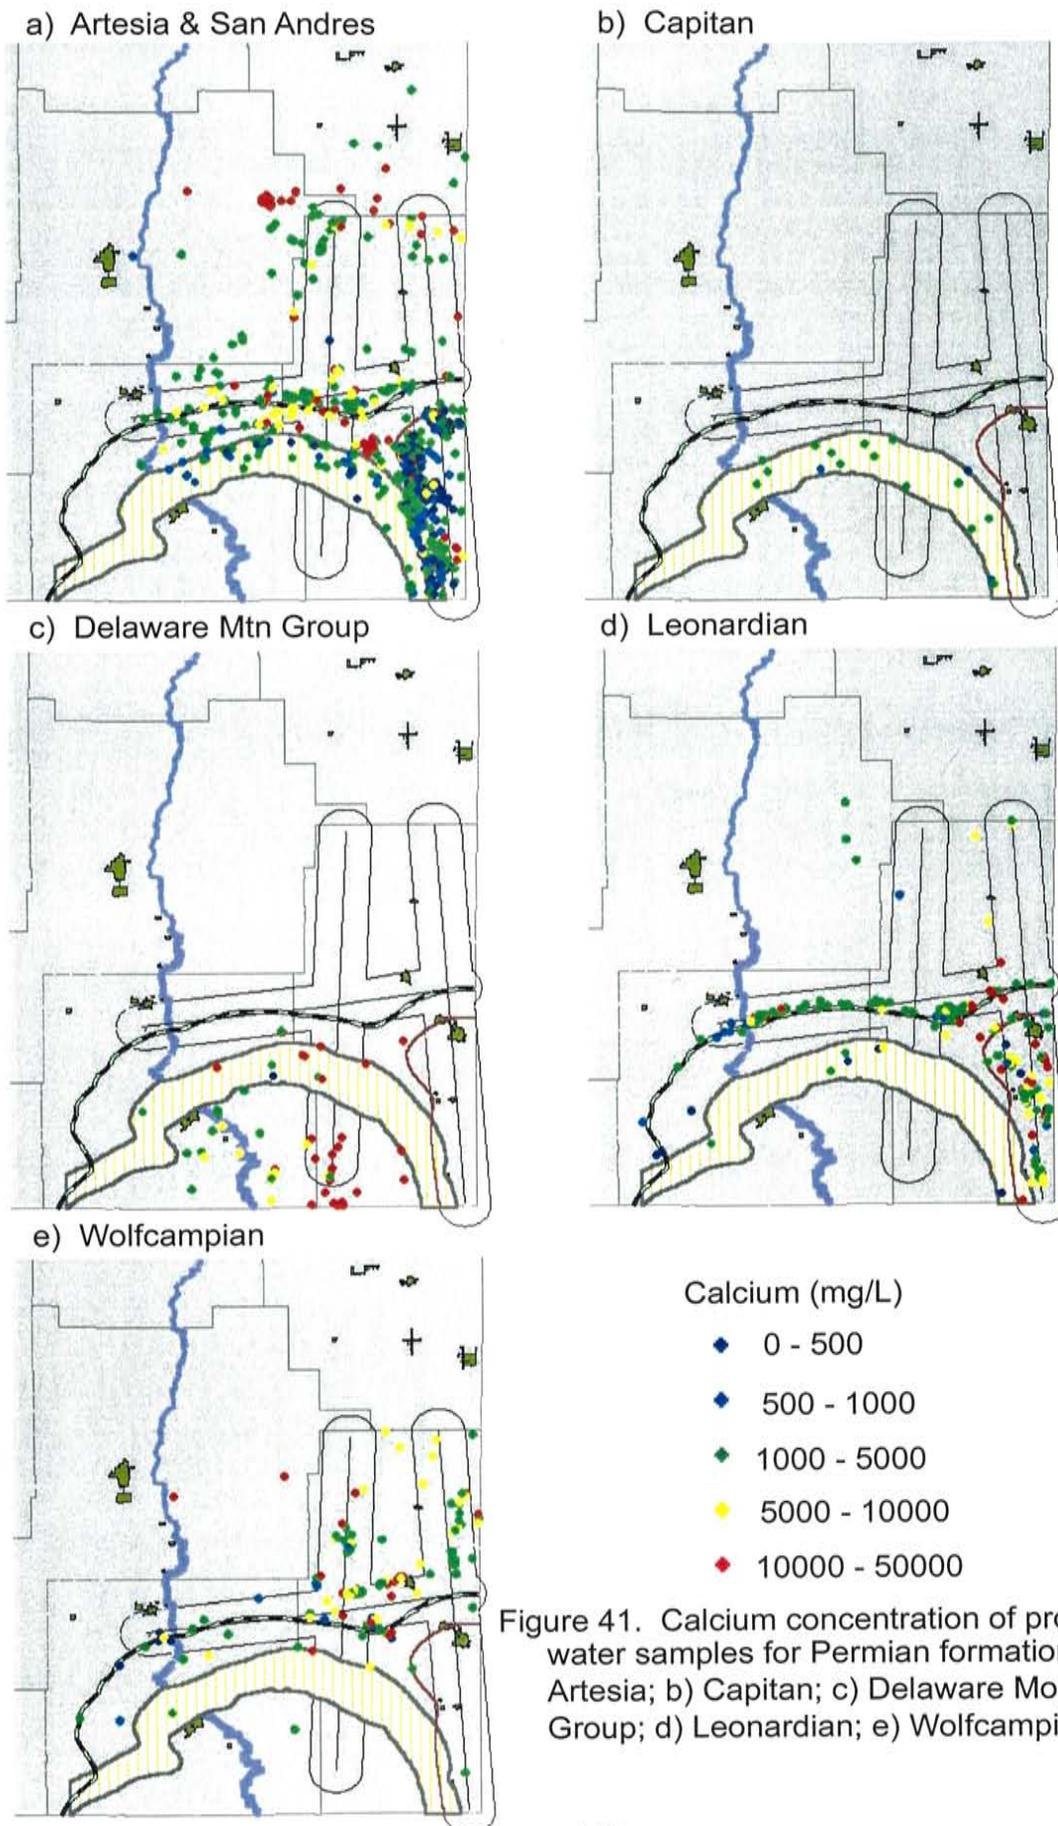 a) Artesia & San Andres
b) Capitan
c) Delaware Mtn Group
d) Leonardian
e) Wolfcampian
Calcium (mg/L)
0 - 500
500 - 1000
1000 - 5000
5000 - 10000
10000 - 50000
Figure 41. Calcium concentration of pro
water samples for Permian formation
Artesia; b) Capitan; c) Delaware Mo
Group; d) Leonardian; e) Wolfcampi